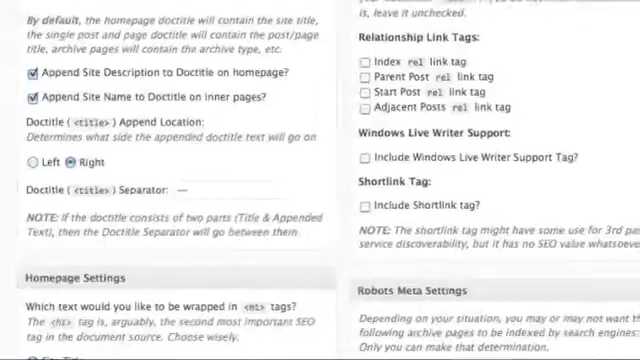 By default, the homepage doctitle will contain the site title,
the single post and page doctitle will contain the post/page
title, archive pages will contain the archive type, etc.
Append Site Description to Doctitle on homepage?
Append Site Name to Doctitle on inner pages?
Doctitle ( <title> ) Append Location:
Determines what side the appended doctitle text will go on
Left Right
Doctitle ( <title> ) Separator: —
NOTE: If the doctitle consists of two parts (Title & Appended
Text), then the Doctitle Separator will go between them
Homepage Settings
Which text would you like to be wrapped in <h1> tags?
The <h1> tag is, arguably, the second most important SEO
tag in the document source. Choose wisely.
is, leave it unchecked.
Relationship Link Tags:
Index rel link tag
Parent Post rel link tag
Start Post rel link tag
Adjacent Posts rel link tag
Windows Live Writer Support:
Include Windows Live Writer Support Tag?
Shortlink Tag:
Include Shortlink tag?
NOTE: The shortlink tag might have some use for 3rd
service discoverability, but it has no SEO value
Robots Meta Settings
Depending on your situation, you may or may not want
following archive pages to be indexed by search engines
Only you can make that determination.